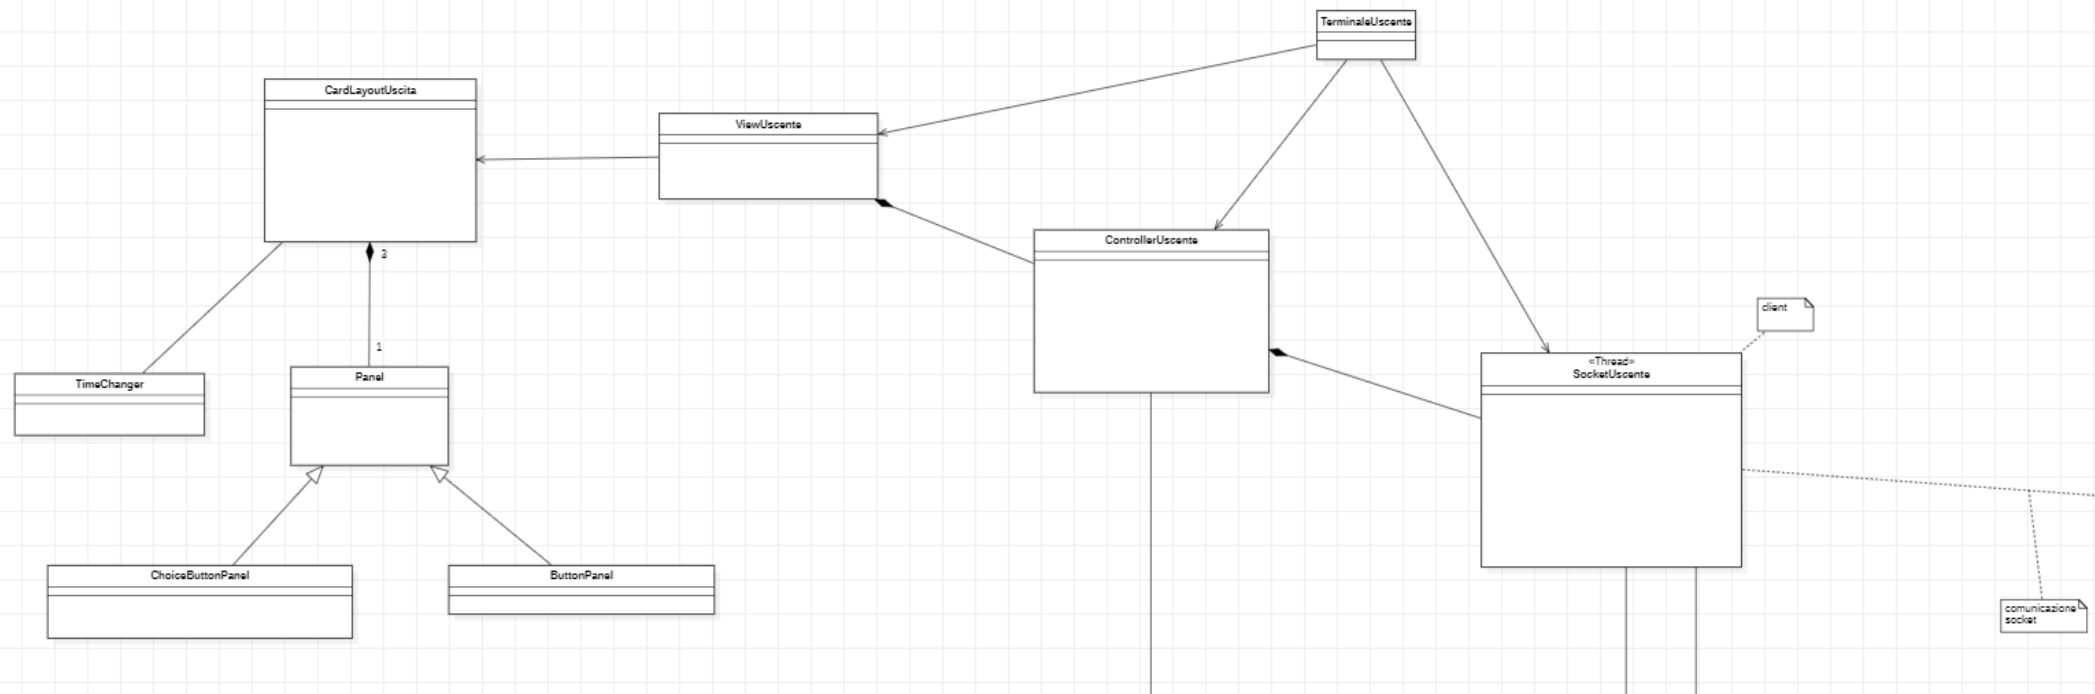 TerminaleUscente
CardLayoutUscita
ViewUscente
ControllerUscente
3
client
1
«Thread»
SocketUscente
TimeChanger
Panel
ChoiceButtonPanel
ButtonPanel
comunicazione
socket